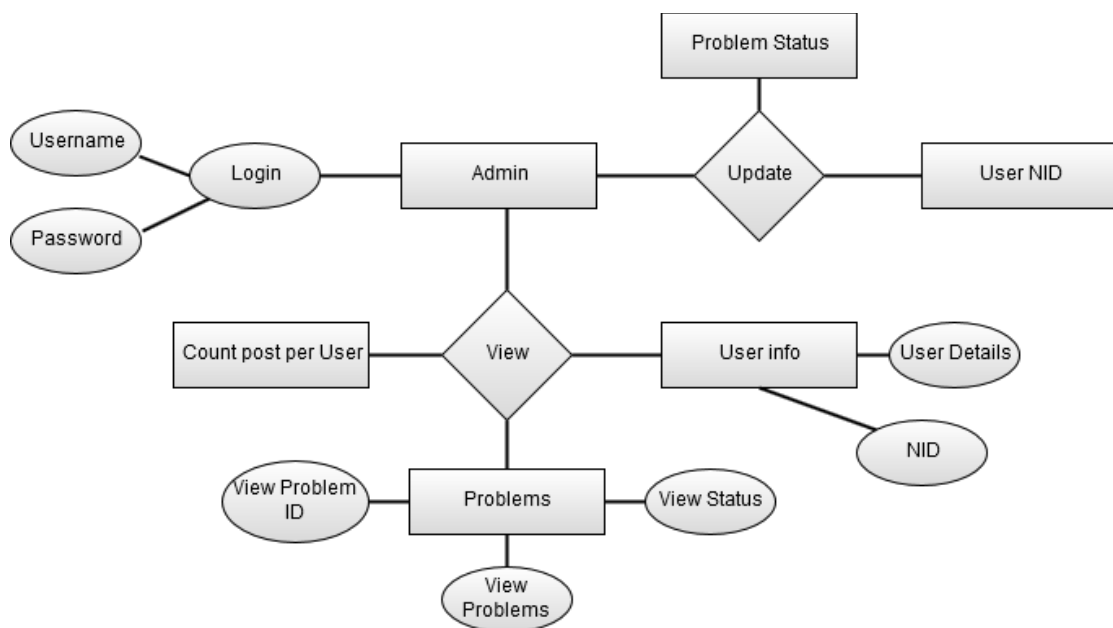 Problem Status
Username
Login
Admin
Update
User NID
Password
Count post per User
View
User info
User Details
NID
View Problem
ID
Problems
View Status
View
Problems